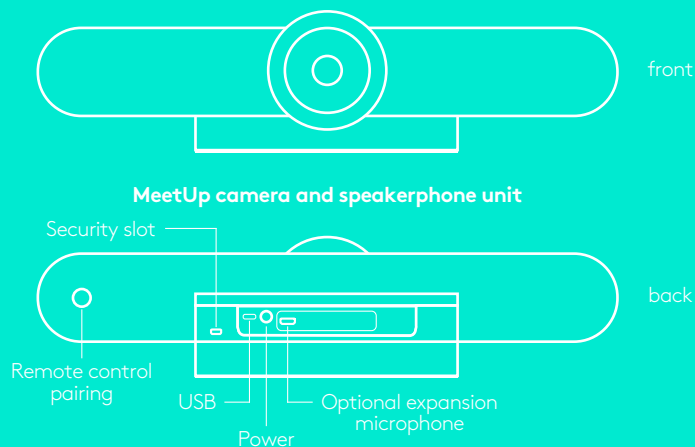 front
MeetUp camera and speakerphone unit
Security slot
back
Remote control
pairing
USB
Optional expansion
microphone
Power